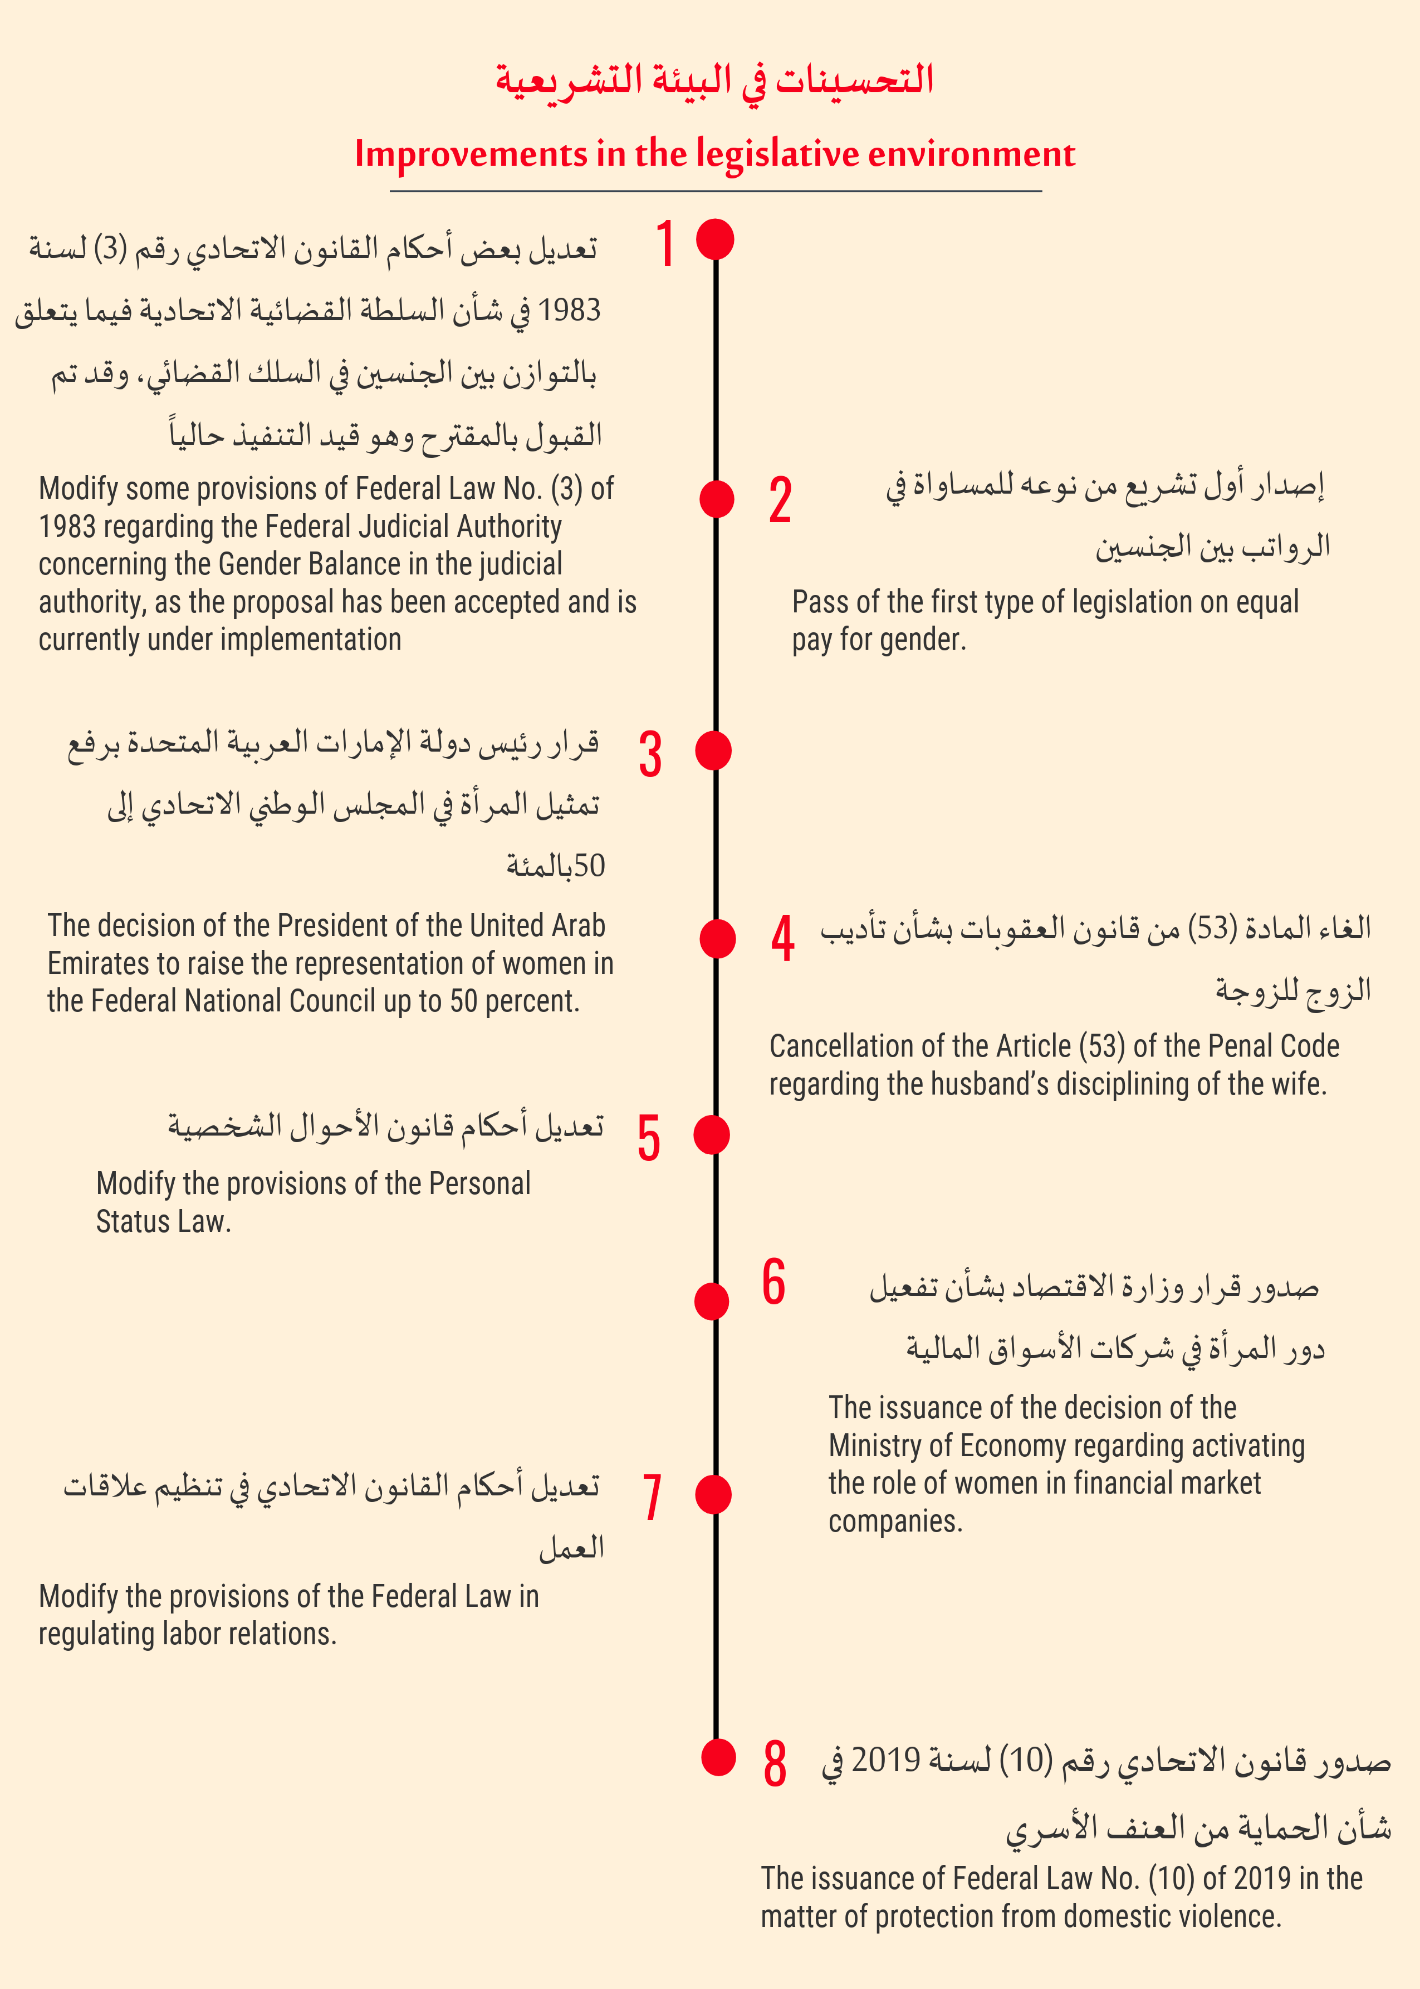 التحسينات في البيئة التشريعية
Improvements in the legislative environment
1
تعديل بعض أحكام القانون الاتحادي رقم (3) لسنة
1983 في شأن السلطة القضائية الاتحادية فيما يتعلق
بالتوازن بين الجنسين في السلك القضائي، وقد تم
القبول بالمقترح وهو قيد التنفيذ حالياً
Modify some provisions of Federal Law No. (3) of
1983 regarding the Federal Judicial Authority
concerning the Gender Balance in the judicial
authority, as the proposal has been accepted and is
currently under implementation
2
إصدار أول تشريع من نوعه للمساواة في
الرواتب بين الجنسين
Pass of the first type of legislation on equal
pay for gender.
3
قرار رئيس دولة الإمارات العربية المتحدة برفع
تمثيل المرأة في المجلس الوطني الاتحادي إلى
50بالمئة
The decision of the President of the United Arab
Emirates to raise the representation of women in
the Federal National Council up to 50 percent.
4
الغاء المادة (53) من قانون العقوبات بشأن تأديب
الزوج للزوجة
Cancellation of the Article (53) of the Penal Code
regarding the husband’s disciplining of the wife.
5
تعديل أحكام قانون الأحوال الشخصية
Modify the provisions of the Personal
Status Law.
6
صدور قرار وزارة الاقتصاد بشأن تفعيل
دور المرأة في شركات الأسواق المالية
The issuance of the decision of the
Ministry of Economy regarding activating
the role of women in financial market
companies.
7
تعديل أحكام القانون الاتحادي في تنظيم علاقات
العمل
Modify the provisions of the Federal Law in
regulating labor relations.
8
صدور قانون الاتحادي رقم (10) لسنة 2019 في
شأن الحماية من العنف الأسري
The issuance of Federal Law No. (10) of 2019 in the
matter of protection from domestic violence.